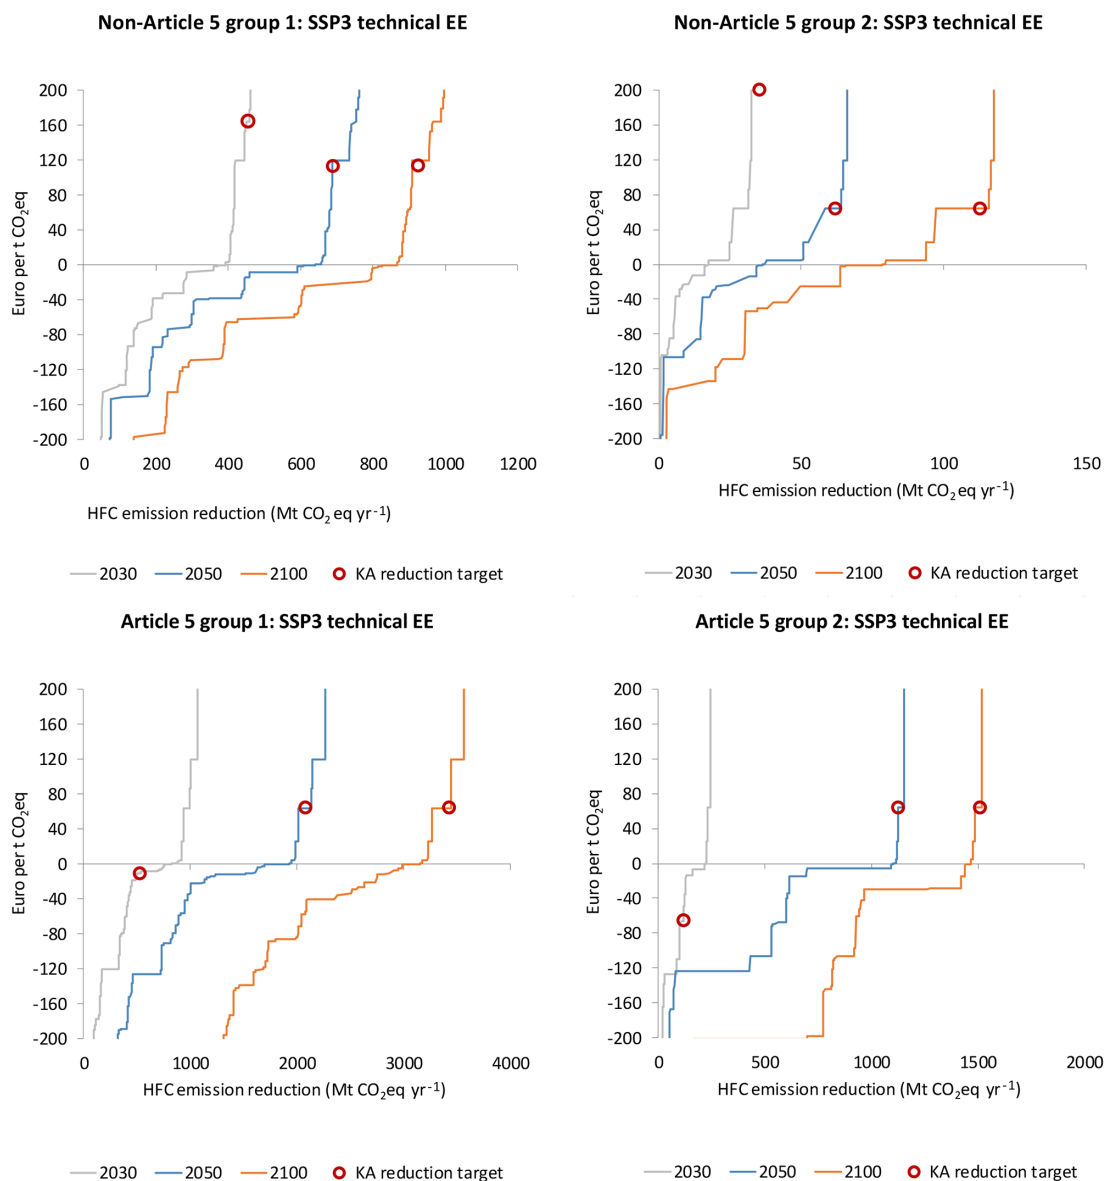 Non-Article 5 group 1: SSP3 technical EE
200
160
120
80
40
0
-40
-80
-120
-160
-200
Euro per t CO₂eq
0 200 400 600 800 1000 1200
HFC emission reduction (Mt CO₂ eq yr⁻¹)
2030 2050 2100 KA reduction target
Non-Article 5 group 2: SSP3 technical EE
200
160
120
80
40
0
-40
-80
-120
-160
-200
Euro per t CO₂eq
0 50 100 150
HFC emission reduction (Mt CO₂eq yr⁻¹)
2030 2050 2100 KA reduction target
Article 5 group 1: SSP3 technical EE
200
160
120
80
40
0
-40
-80
-120
-160
-200
Euro per t CO₂eq
0 1000 2000 3000 4000
HFC emission reduction (Mt CO₂eq yr⁻¹)
2030 2050 2100 KA reduction target
Article 5 group 2: SSP3 technical EE
200
160
120
80
40
0
-40
-80
-120
-160
-200
Euro per t CO₂eq
0 500 1000 1500 2000
HFC emission reduction (Mt CO₂eq yr⁻¹)
2030 2050 2100 KA reduction target